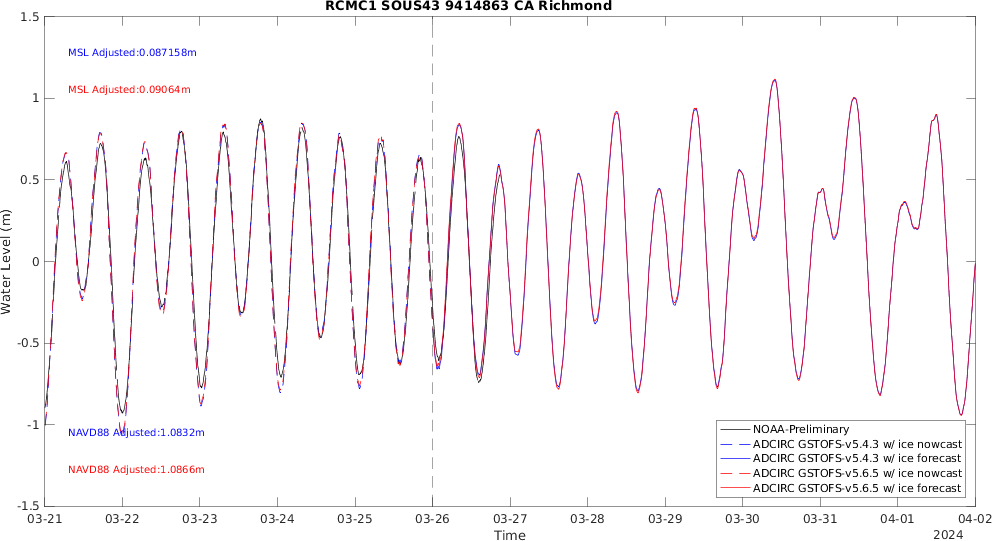 RCMC1 SOUS43 9414863 CA Richmond
1.5
MSL Adjusted:0.087158m
MSL Adjusted:0.09064m
1
0.5
Water Level (m)
0
-0.5
-1
NAVD88 Adjusted:1.0832m
NAVD88 Adjusted:1.0866m
-1.5
NOAA-Preliminary
ADCIRC GSTOFS-v5.4.3 w/ ice nowcast
ADCIRC GSTOFS-v5.4.3 w/ ice forecast
ADCIRC GSTOFS-v5.6.5 w/ ice nowcast
ADCIRC GSTOFS-v5.6.5 w/ ice forecast
03-21 03-22 03-23 03-24 03-25 03-26 03-27 03-28 03-29 03-30 03-31 04-01 04-02
Time
2024